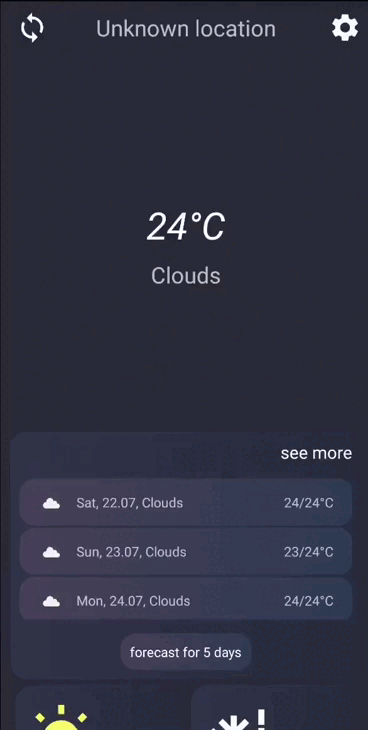 Unknown location
24°C
Clouds
see more
Sat, 22.07, Clouds 24/24°C
Sun, 23.07, Clouds 23/24°C
Mon, 24.07, Clouds 24/24°C
forecast for 5 days